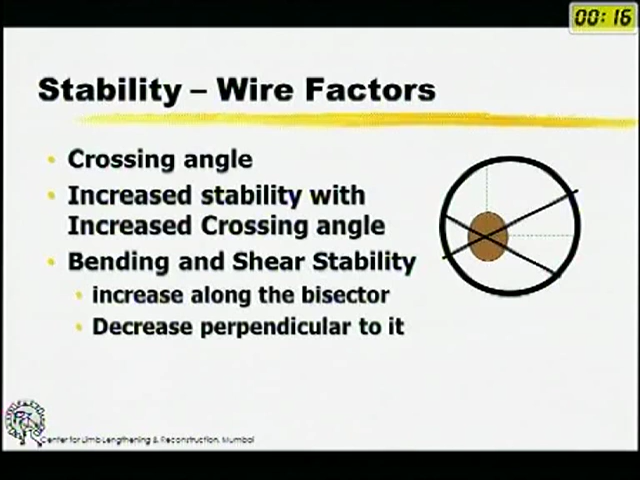 00:16
Stability – Wire Factors
• Crossing angle
• Increased stability with
Increased Crossing angle
• Bending and Shear Stability
• increase along the bisector
• Decrease perpendicular to it
Center for Limb Lengthening & Reconstruction, Mumbai